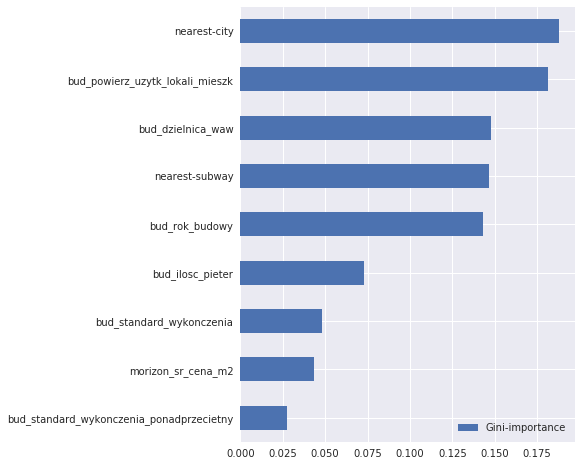 nearest-city
bud_powierz_uzytk_lokali_mieszk
bud_dzielnica_waw
nearest-subway
bud_rok_budowy
bud_ilosc_pieter
bud_standard_wykonczenia
morizon_sr_cena_m2
bud_standard_wykonczenia_ponadprzecietny
Gini-importance
0.000 0.025 0.050 0.075 0.100 0.125 0.150 0.175